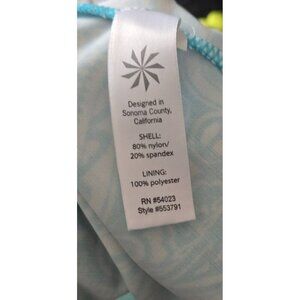 Designed in
Sonoma County,
California
SHELL:
80% nylon/
20% spandex
LINING:
100% polyester
RN #54023
Style #553791